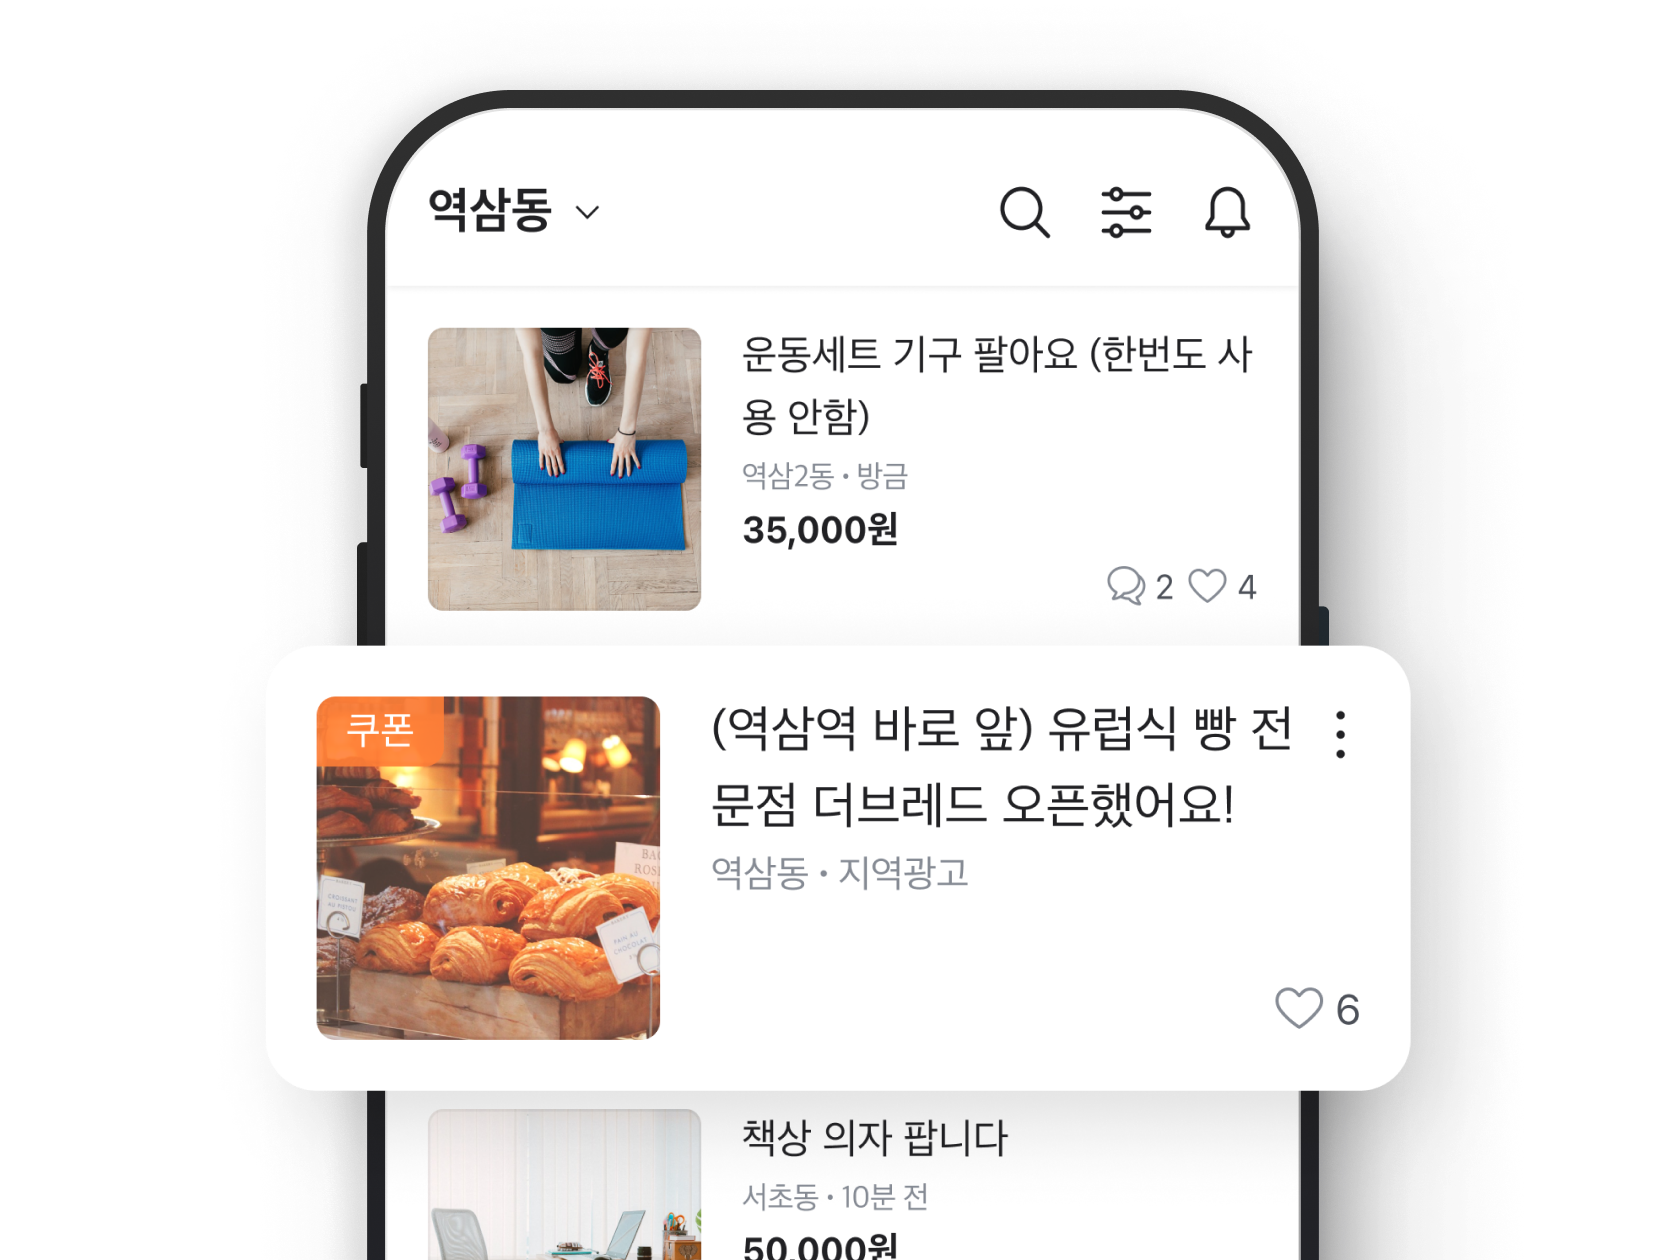 역삼동
운동세트 기구 팔아요 (한번도 사
용 안함)
역삼2동 • 방금
35,000원
2 4
쿠폰
(역삼역 바로 앞) 유럽식 빵 전
문점 더브레드 오픈했어요!
역삼동 • 지역광고
6
CROISSANT
PAIN AU
CHOCOLAT
책상 의자 팝니다
서초동 • 10분 전
50,000원